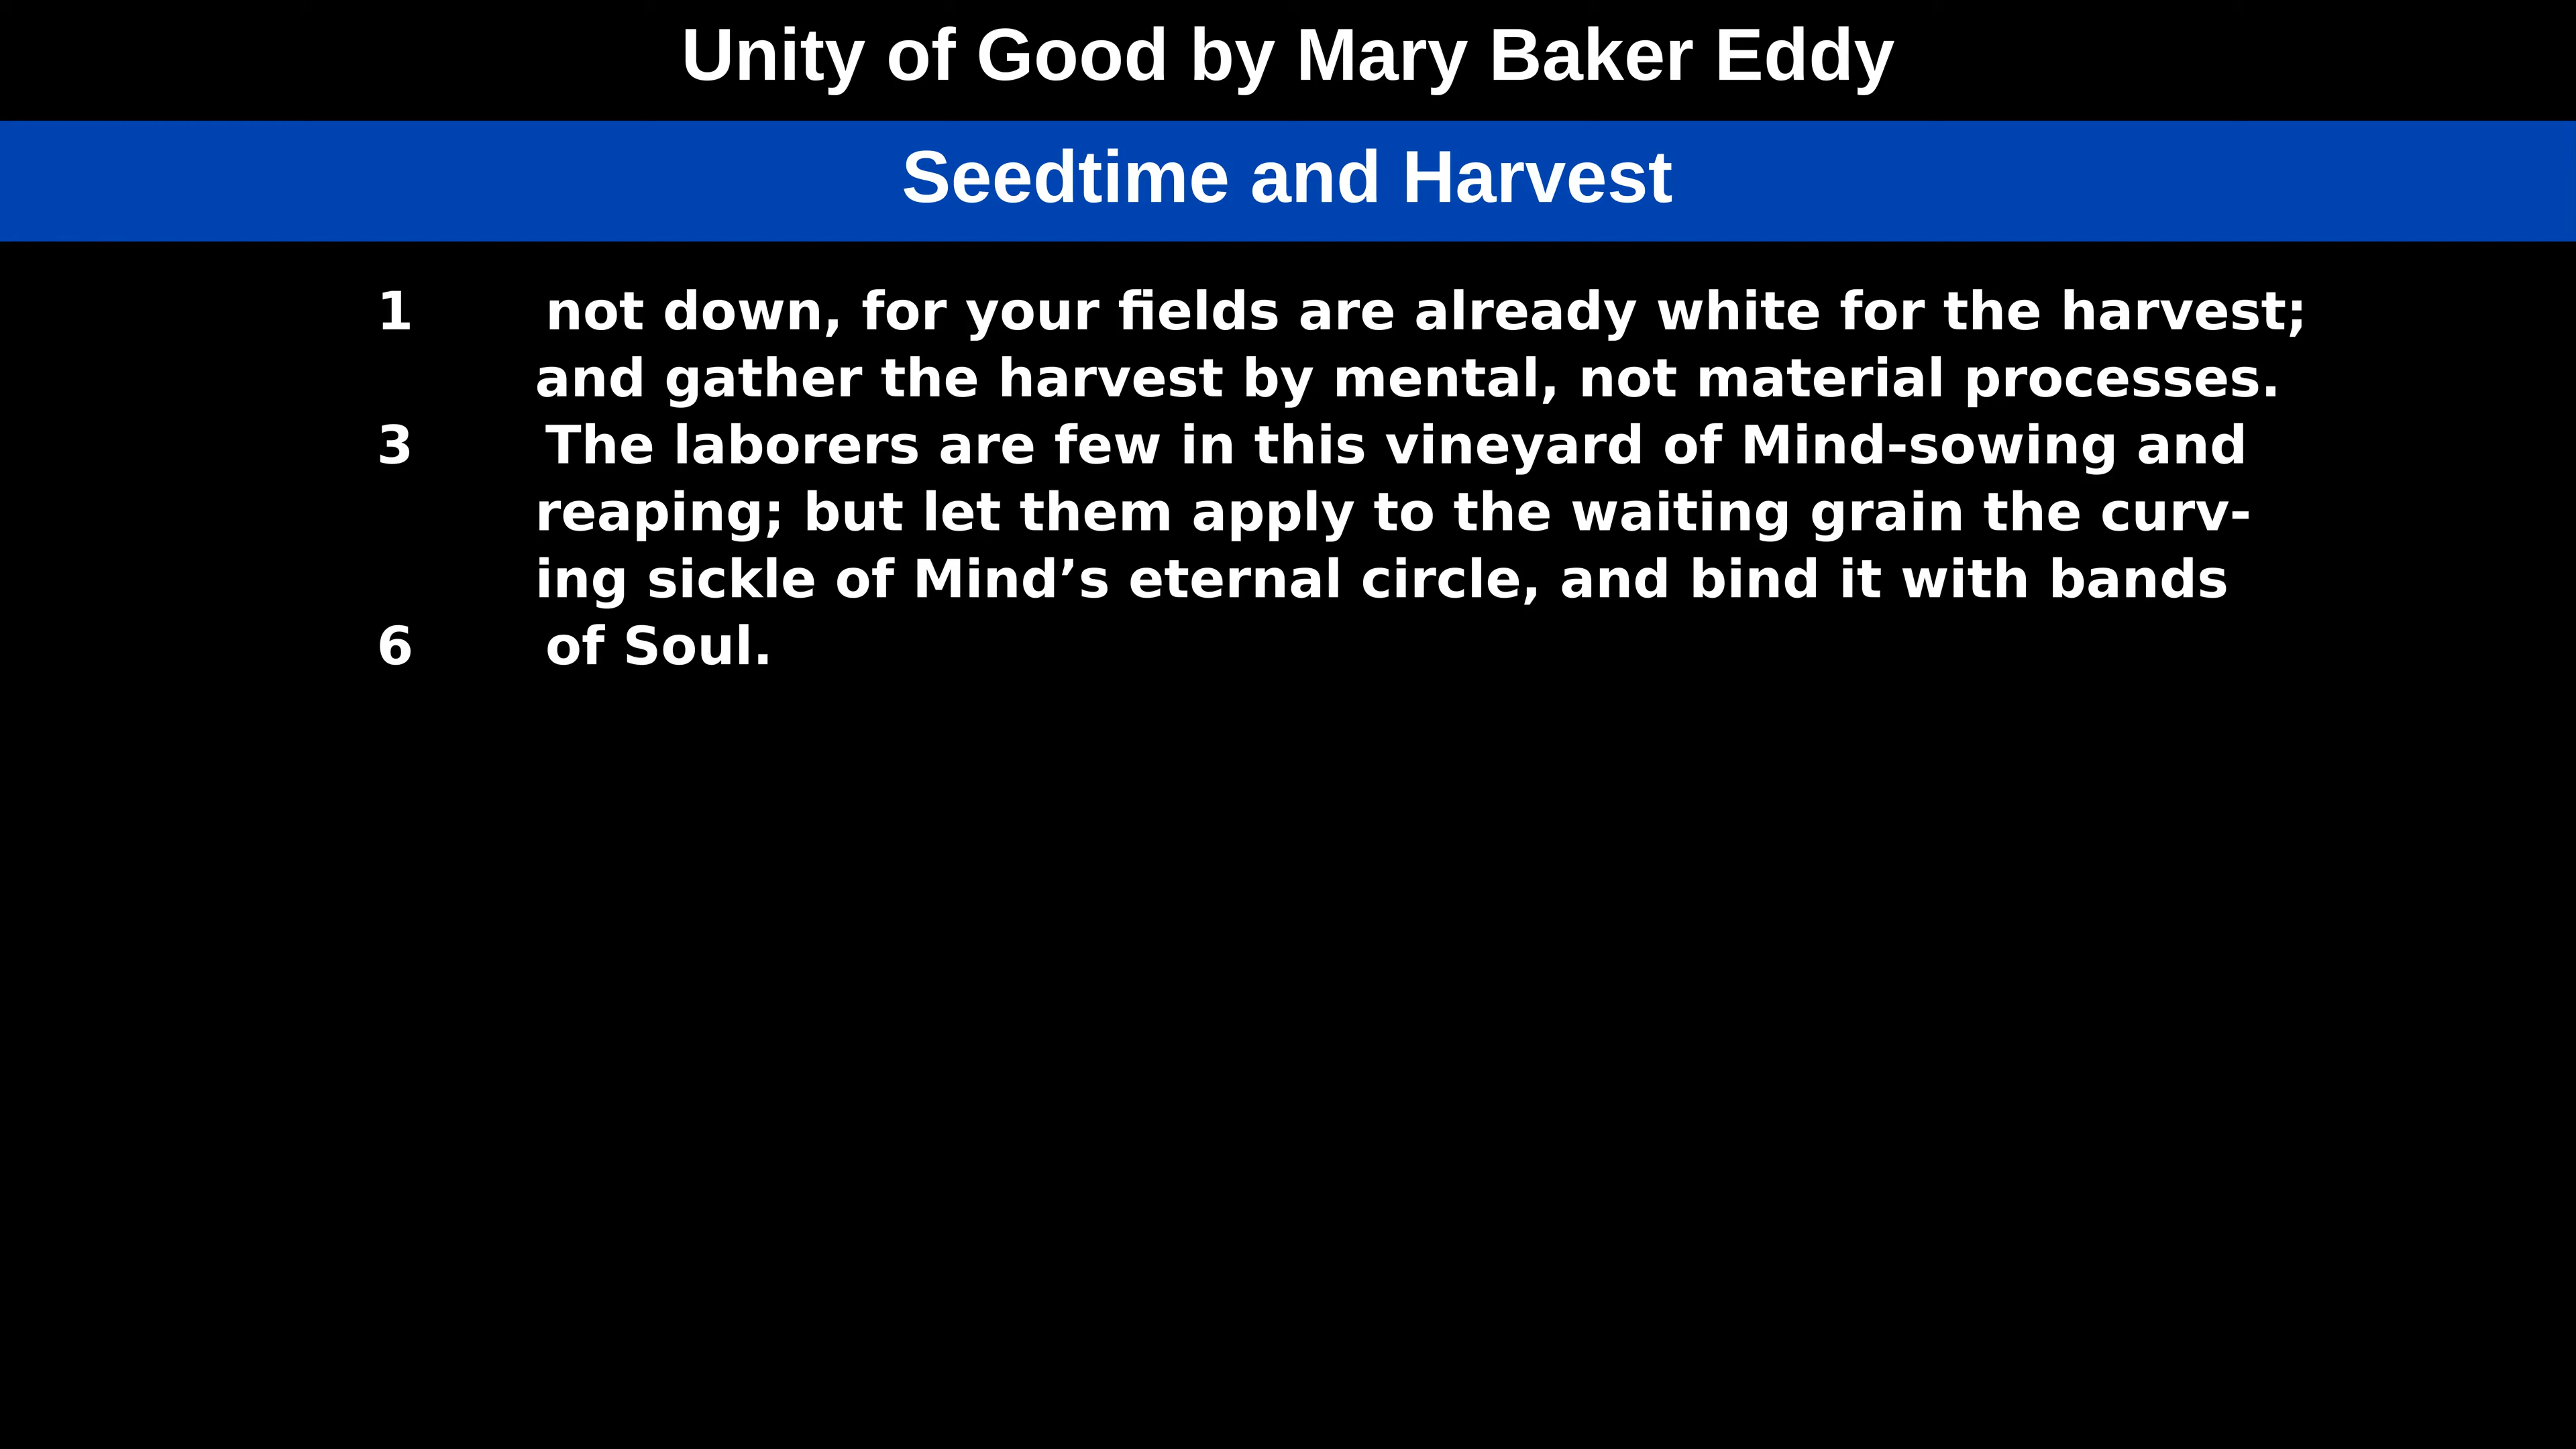 Unity of Good by Mary Baker Eddy
Seedtime and Harvest
1 not down, for your fields are already white for the harvest;
and gather the harvest by mental, not material processes.
3 The laborers are few in this vineyard of Mind-sowing and
reaping; but let them apply to the waiting grain the curv-
ing sickle of Mind’s eternal circle, and bind it with bands
6 of Soul.